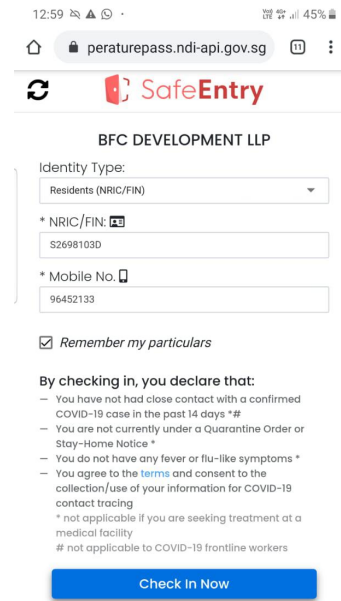 12:59
VoI) 4G+ 45%
LTE
peraturepass.ndi-api.gov.sg 11
SafeEntry
BFC DEVELOPMENT LLP
Identity Type:
Residents (NRIC/FIN)
* NRIC/FIN:
S2698103D
* Mobile No.
96452133
Remember my particulars
By checking in, you declare that:
— You have not had close contact with a confirmed
COVID-19 case in the past 14 days *#
— You are not currently under a Quarantine Order or
Stay-Home Notice *
— You do not have any fever or flu-like symptoms *
— You agree to the terms and consent to the
collection/use of your information for COVID-19
contact tracing
* not applicable if you are seeking treatment at a
medical facility
# not applicable to COVID-19 frontline workers
Check In Now